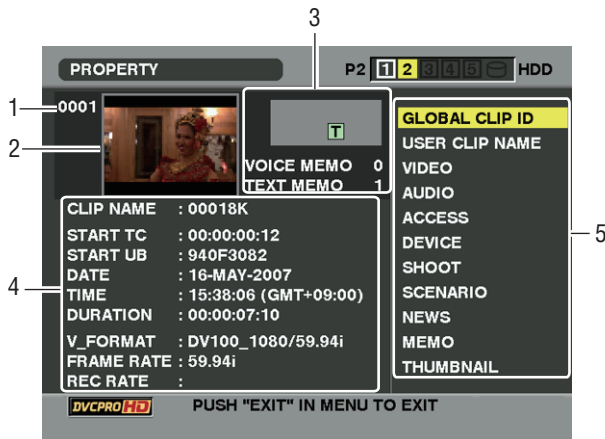 3
PROPERTY P2 1 2 3 4 5 HDD
1 0001
2
T
VOICE MEMO 0
TEXT MEMO 1
4
CLIP NAME : 00018K
START TC : 00:00:00:12
START UB : 940F3082
DATE : 16-MAY-2007
TIME : 15:38:06 (GMT+09:00)
DURATION : 00:00:07:10
V_FORMAT : DV100_1080/59.94i
FRAME RATE : 59.94i
REC RATE :
GLOBAL CLIP ID
USER CLIP NAME
VIDEO
AUDIO
ACCESS
DEVICE
SHOOT
SCENARIO
NEWS
MEMO
THUMBNAIL
5
DVCPRO HD PUSH "EXIT" IN MENU TO EXIT